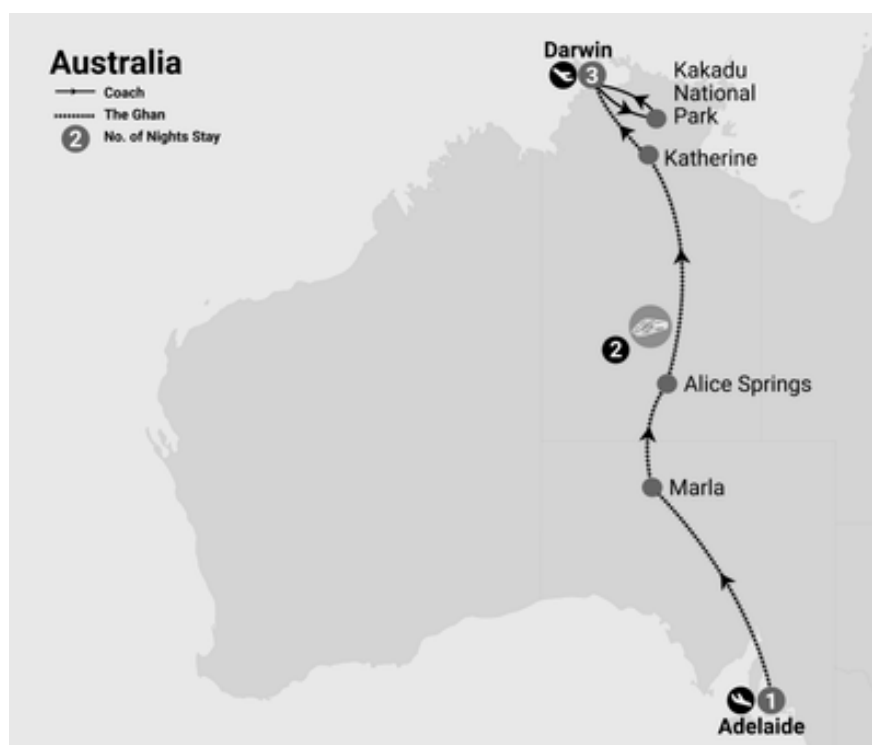 Australia
Coach
The Ghan
2 No. of Nights Stay
Darwin
3
Kakadu
National
Park
Katherine
2
Alice Springs
Marla
1
Adelaide